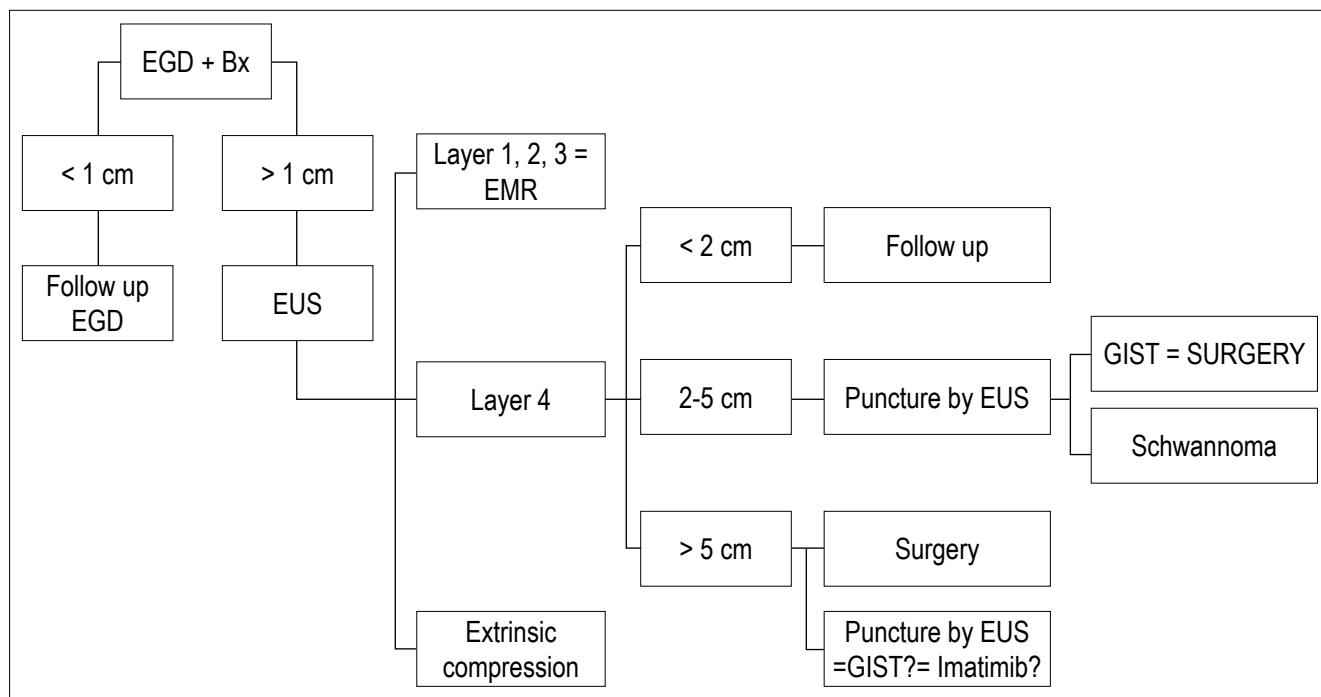 EGD + Bx
< 1 cm
> 1 cm
Follow up
EGD
EUS
Layer 1, 2, 3 =
EMR
Layer 4
Extrinsic
compression
< 2 cm
Follow up
2-5 cm
Puncture by EUS
GIST = SURGERY
Schwannoma
> 5 cm
Surgery
Puncture by EUS
=GIST?= Imatimib?